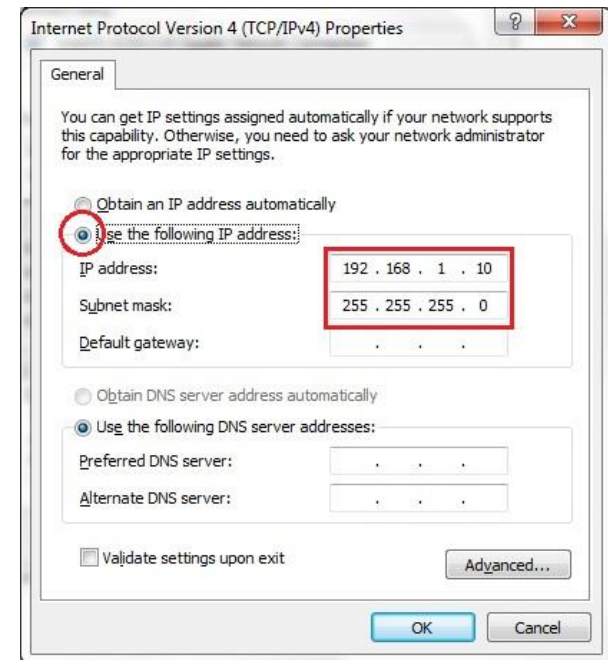 Internet Protocol Version 4 (TCP/IPv4) Properties
General
You can get IP settings assigned automatically if your network supports
this capability. Otherwise, you need to ask your network administrator
for the appropriate IP settings.
Obtain an IP address automatically
Use the following IP address:
IP address: 192 . 168 . 1 . 10
Subnet mask: 255 . 255 . 255 . 0
Default gateway: . . .
Obtain DNS server address automatically
Use the following DNS server addresses:
Preferred DNS server: . . .
Alternate DNS server: . . .
Validate settings upon exit
Advanced...
OK Cancel